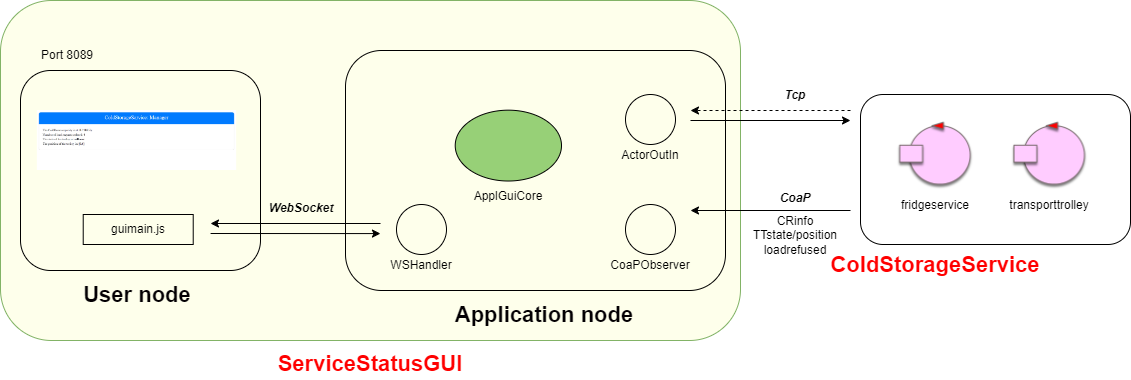 Port 8089
ColdStorageService Manager
guimain.js
User node
WebSocket
ApplGuiCore
WSHandler
ActorOutIn
CoaPObserver
Application node
ServiceStatusGUI
Tcp
CoaP
CRinfo
TTstate/position
loadrefused
fridgeservice
transporttrolley
ColdStorageService